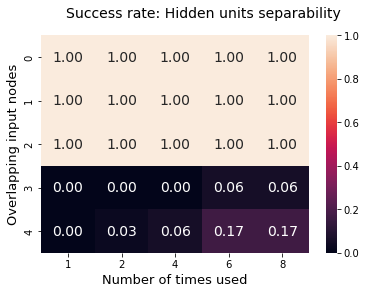 Success rate: Hidden units separability
Overlapping input nodes
0 1.00 1.00 1.00 1.00 1.00
1 1.00 1.00 1.00 1.00 1.00
2 1.00 1.00 1.00 1.00 1.00
3 0.00 0.00 0.00 0.06 0.06
4 0.00 0.03 0.06 0.17 0.17
1 2 4 6 8
Number of times used
1.0
0.8
0.6
0.4
0.2
0.0